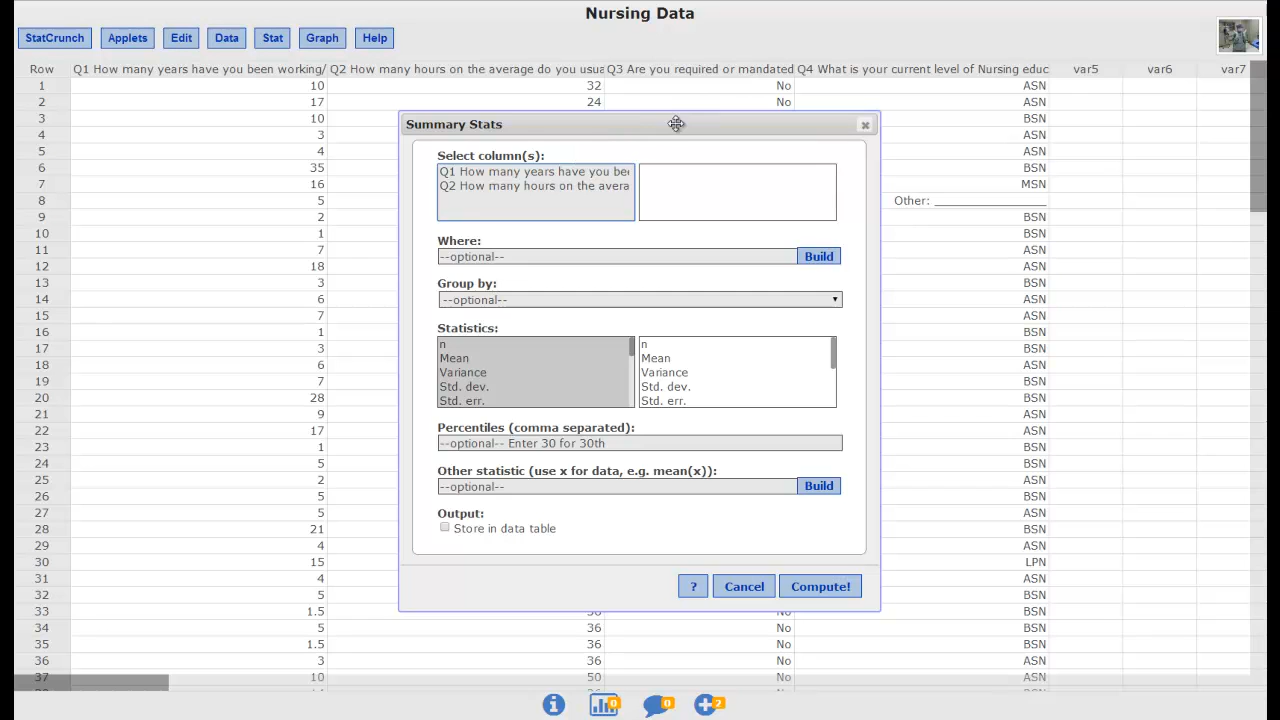 Nursing Data
StatCrunch Applets Edit Data Stat Graph Help
Row Q1 How many years have you been working/ Q2 How many hours on the average do you usua Q3 Are you required or mandated Q4 What is your current level of Nursing educ var5 var6 var7
1 10 32 No ASN
2 17 24 No ASN
3 10 BSN
4 3 ASN
5 4 ASN
6 35 BSN
7 16 MSN
8 5 Other: _______________
9 2 BSN
10 1 BSN
11 7 ASN
12 18 ASN
13 3 BSN
14 6 ASN
15 7 ASN
16 1 BSN
17 3 BSN
18 6 ASN
19 7 BSN
20 28 BSN
21 9 ASN
22 17 ASN
23 1 BSN
24 5 BSN
25 2 ASN
26 5 BSN
27 5 ASN
28 21 BSN
29 4 ASN
30 15 LPN
31 4 ASN
32 5 BSN
33 1.5 No BSN
34 5 36 No BSN
35 1.5 36 No BSN
36 3 36 No ASN
37 10 50 No BSN
Summary Stats
Select column(s):
Q1 How many years have you bee
Q2 How many hours on the avera
Where:
--optional-- Build
Group by:
--optional--
Statistics:
n n
Mean Mean
Variance Variance
Std. dev. Std. dev.
Std. err. Std. err.
Percentiles (comma separated):
--optional-- Enter 30 for 30th
Other statistic (use x for data, e.g. mean(x)):
--optional-- Build
Output:
Store in data table
? Cancel Compute!
0 0 2